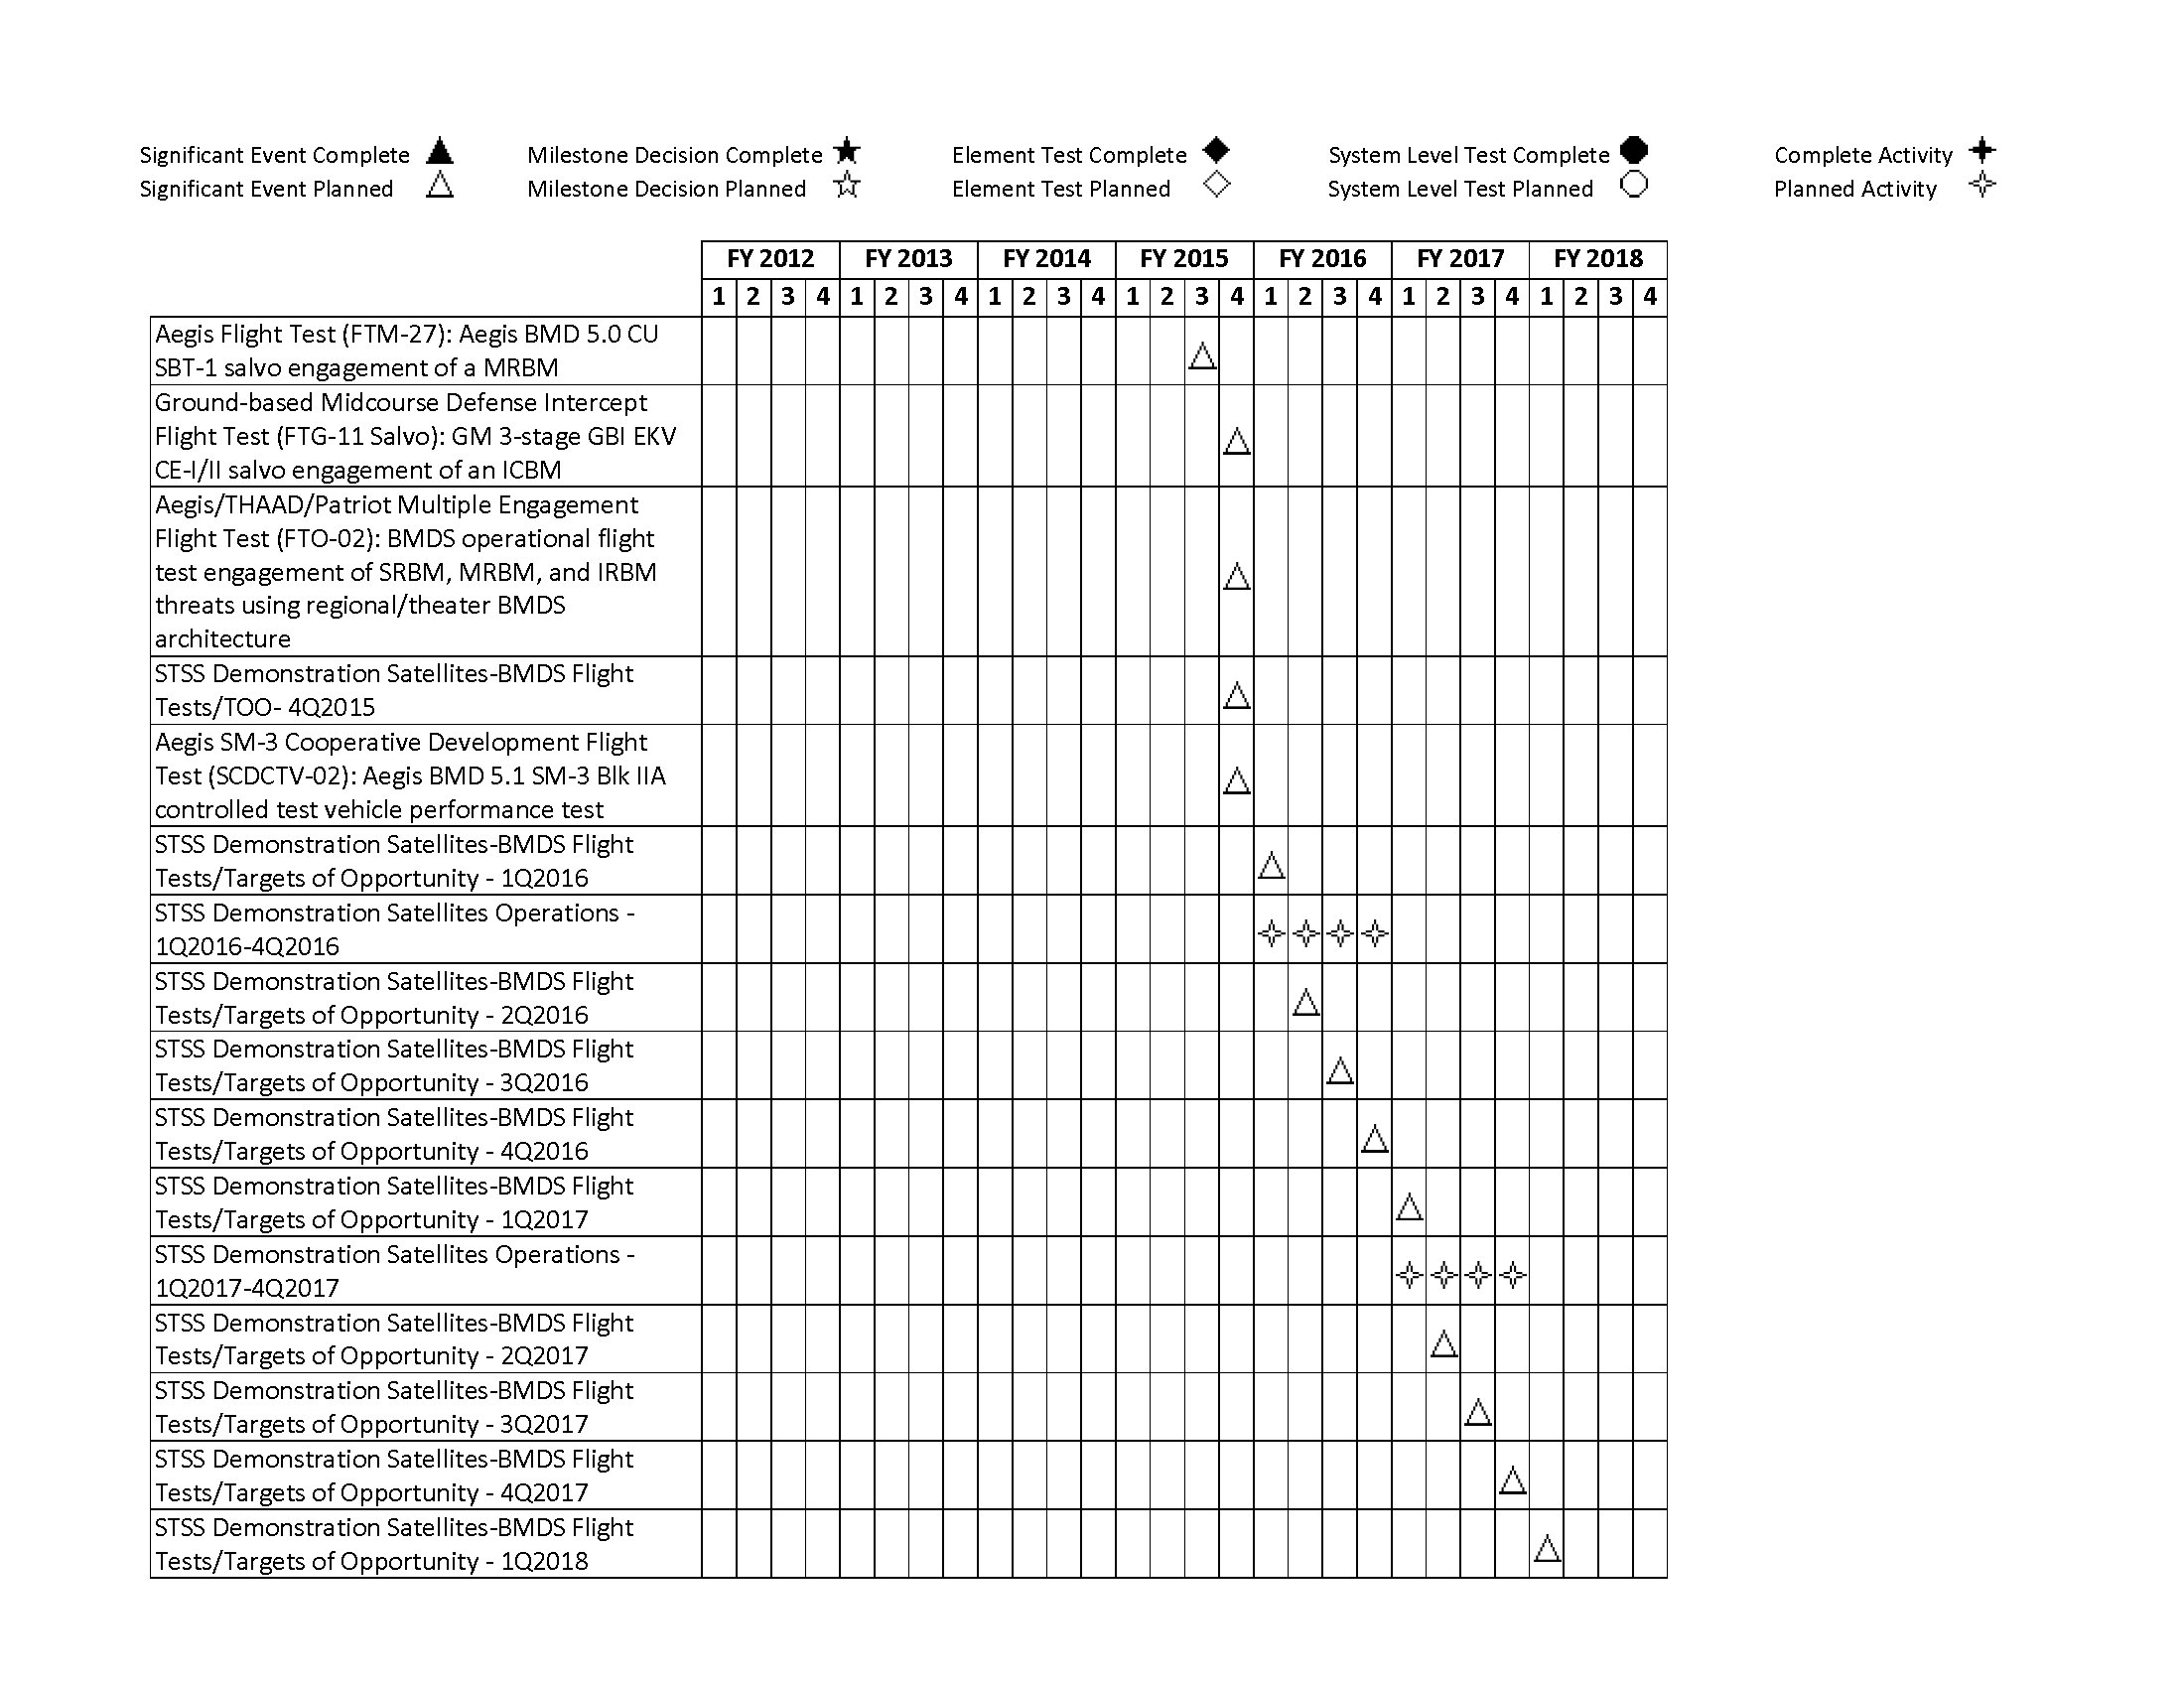 Significant Event Complete
Significant Event Planned
Milestone Decision Complete
Milestone Decision Planned
Element Test Complete
Element Test Planned
System Level Test Complete
System Level Test Planned
Complete Activity
Planned Activity
FY 2012 FY 2013 FY 2014 FY 2015 FY 2016 FY 2017 FY 2018
1 2 3 4 1 2 3 4 1 2 3 4 1 2 3 4 1 2 3 4 1 2 3 4 1 2 3 4
Aegis Flight Test (FTM-27): Aegis BMD 5.0 CU
SBT-1 salvo engagement of a MRBM
Ground-based Midcourse Defense Intercept
Flight Test (FTG-11 Salvo): GM 3-stage GBI EKV
CE-I/II salvo engagement of an ICBM
Aegis/THAAD/Patriot Multiple Engagement
Flight Test (FTO-02): BMDS operational flight
test engagement of SRBM, MRBM, and IRBM
threats using regional/theater BMDS
architecture
STSS Demonstration Satellites-BMDS Flight
Tests/TOO- 4Q2015
Aegis SM-3 Cooperative Development Flight
Test (SCDCTV-02): Aegis BMD 5.1 SM-3 Blk IIA
controlled test vehicle performance test
STSS Demonstration Satellites-BMDS Flight
Tests/Targets of Opportunity - 1Q2016
STSS Demonstration Satellites Operations -
1Q2016-4Q2016
STSS Demonstration Satellites-BMDS Flight
Tests/Targets of Opportunity - 2Q2016
STSS Demonstration Satellites-BMDS Flight
Tests/Targets of Opportunity - 3Q2016
STSS Demonstration Satellites-BMDS Flight
Tests/Targets of Opportunity - 4Q2016
STSS Demonstration Satellites-BMDS Flight
Tests/Targets of Opportunity - 1Q2017
STSS Demonstration Satellites Operations -
1Q2017-4Q2017
STSS Demonstration Satellites-BMDS Flight
Tests/Targets of Opportunity - 2Q2017
STSS Demonstration Satellites-BMDS Flight
Tests/Targets of Opportunity - 3Q2017
STSS Demonstration Satellites-BMDS Flight
Tests/Targets of Opportunity - 4Q2017
STSS Demonstration Satellites-BMDS Flight
Tests/Targets of Opportunity - 1Q2018